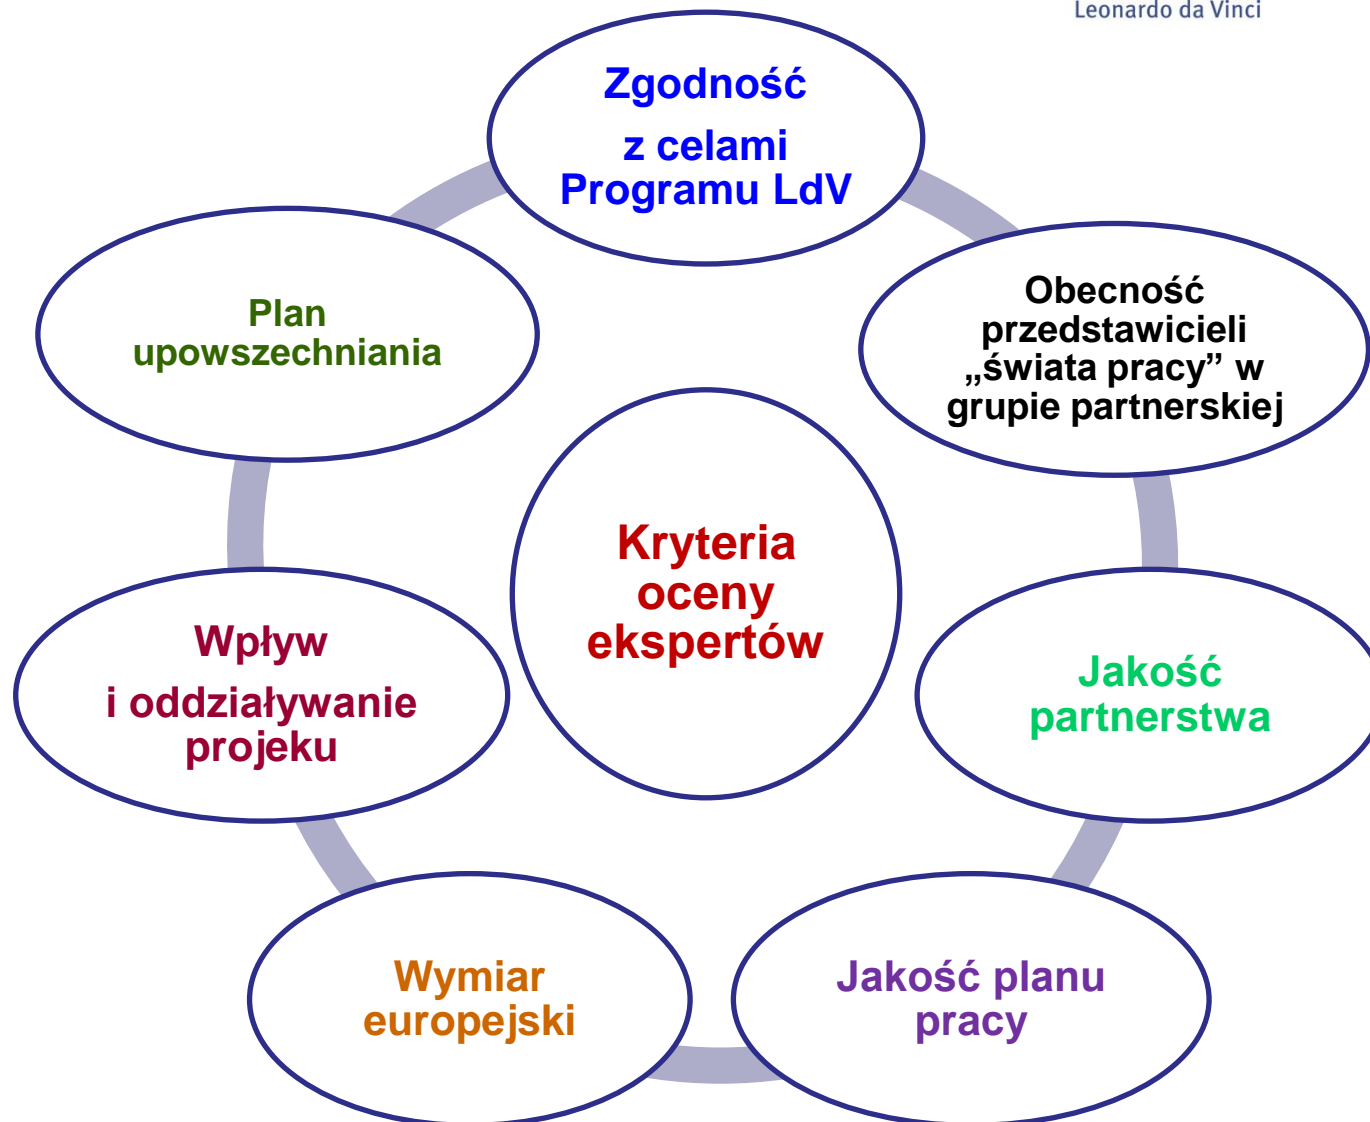 Leonardo da Vinci
Zgodność
z celami
Programu LdV
Obecność
przedstawicieli
„świata pracy” w
grupie partnerskiej
Jakość
partnerstwa
Jakość planu
pracy
Wymiar
europejski
Wpływ
i oddziaływanie
projeku
Plan
upowszechniania
Kryteria
oceny
ekspertów